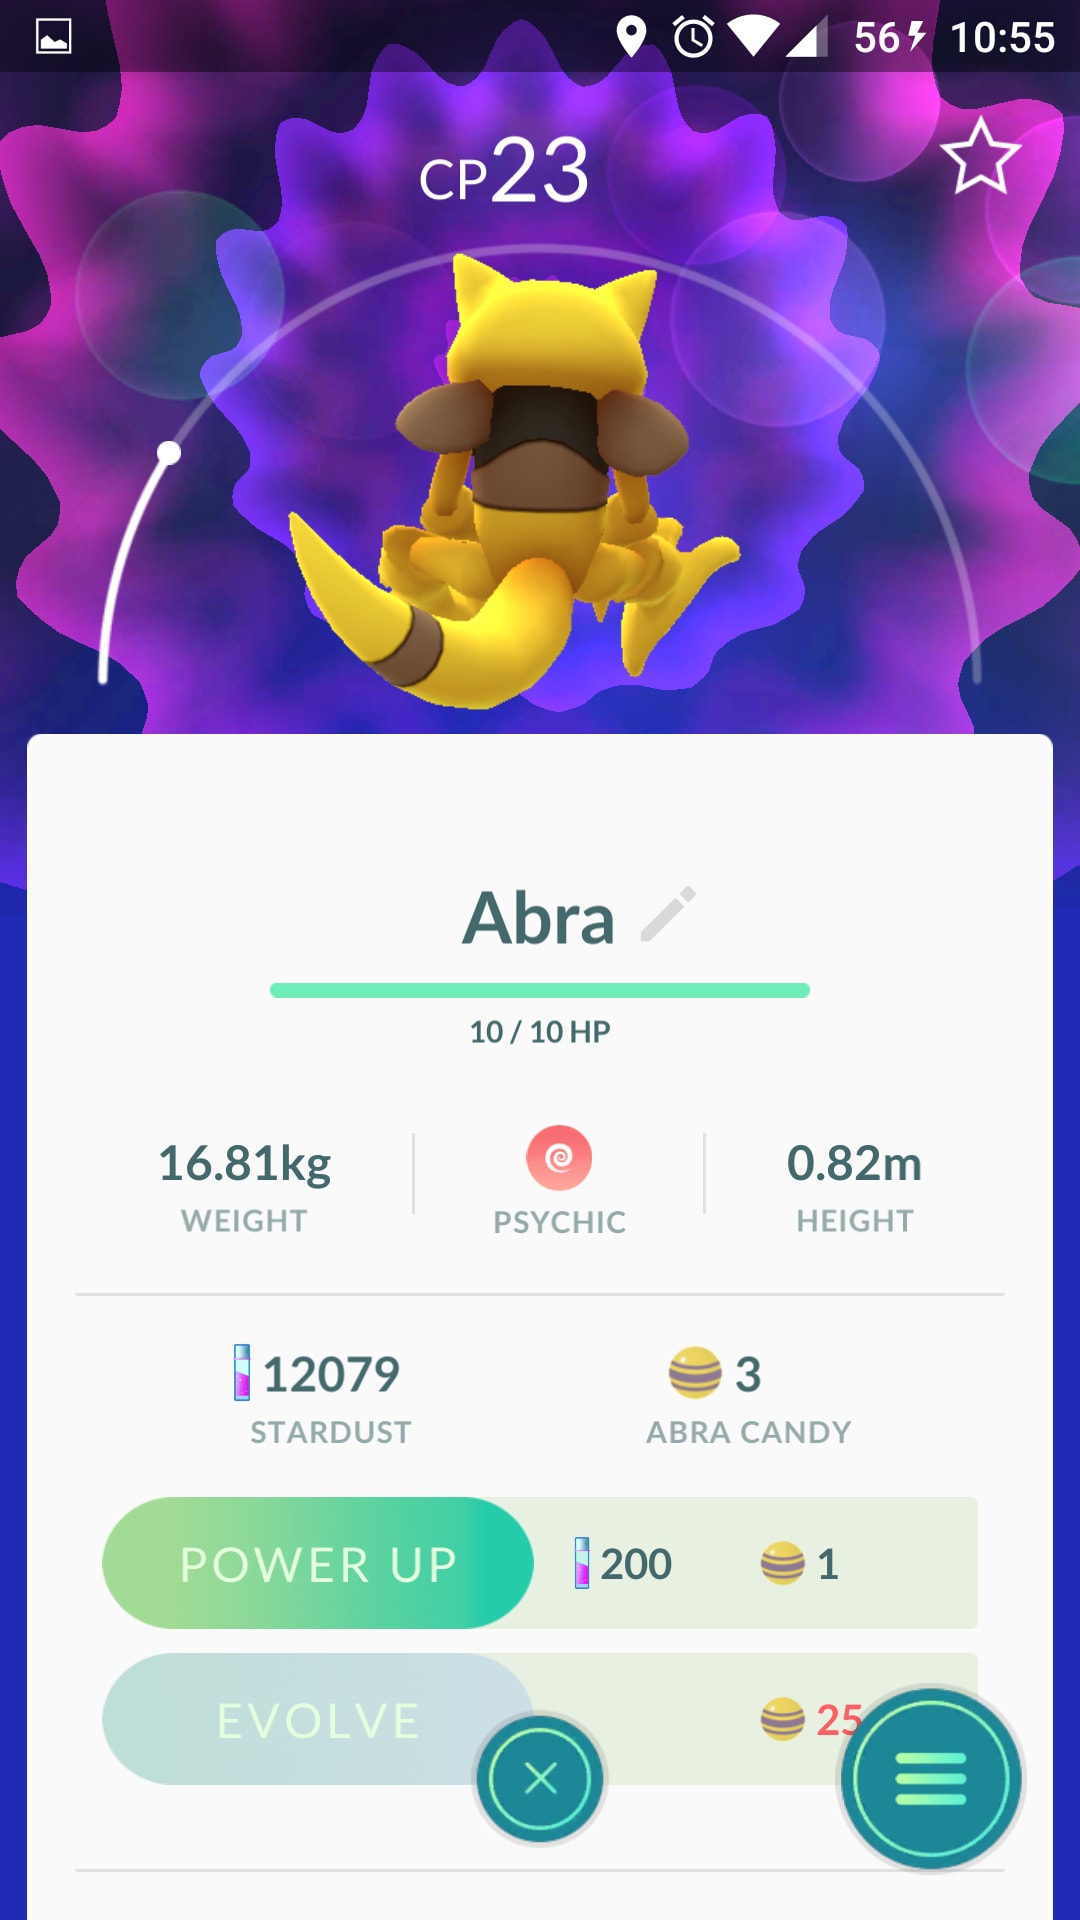 56 10:55
CP23
Abra
10 / 10 HP
16.81kg
WEIGHT
PSYCHIC
0.82m
HEIGHT
12079
STARDUST
3
ABRA CANDY
POWER UP 200 1
EVOLVE 25